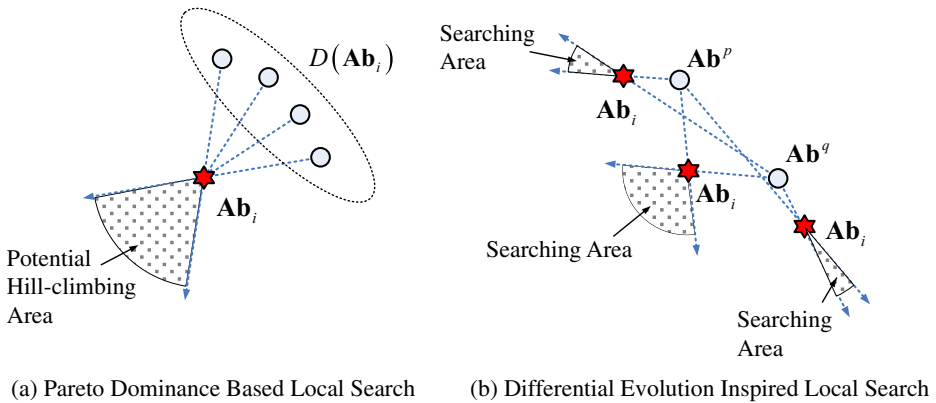 D(Ab_i)
Ab_i
Potential
Hill-climbing
Area
(a) Pareto Dominance Based Local Search
Searching
Area
Ab^p
Ab_i
Ab^q
Ab_i
Searching Area
Ab_i
Searching
Area
(b) Differential Evolution Inspired Local Search